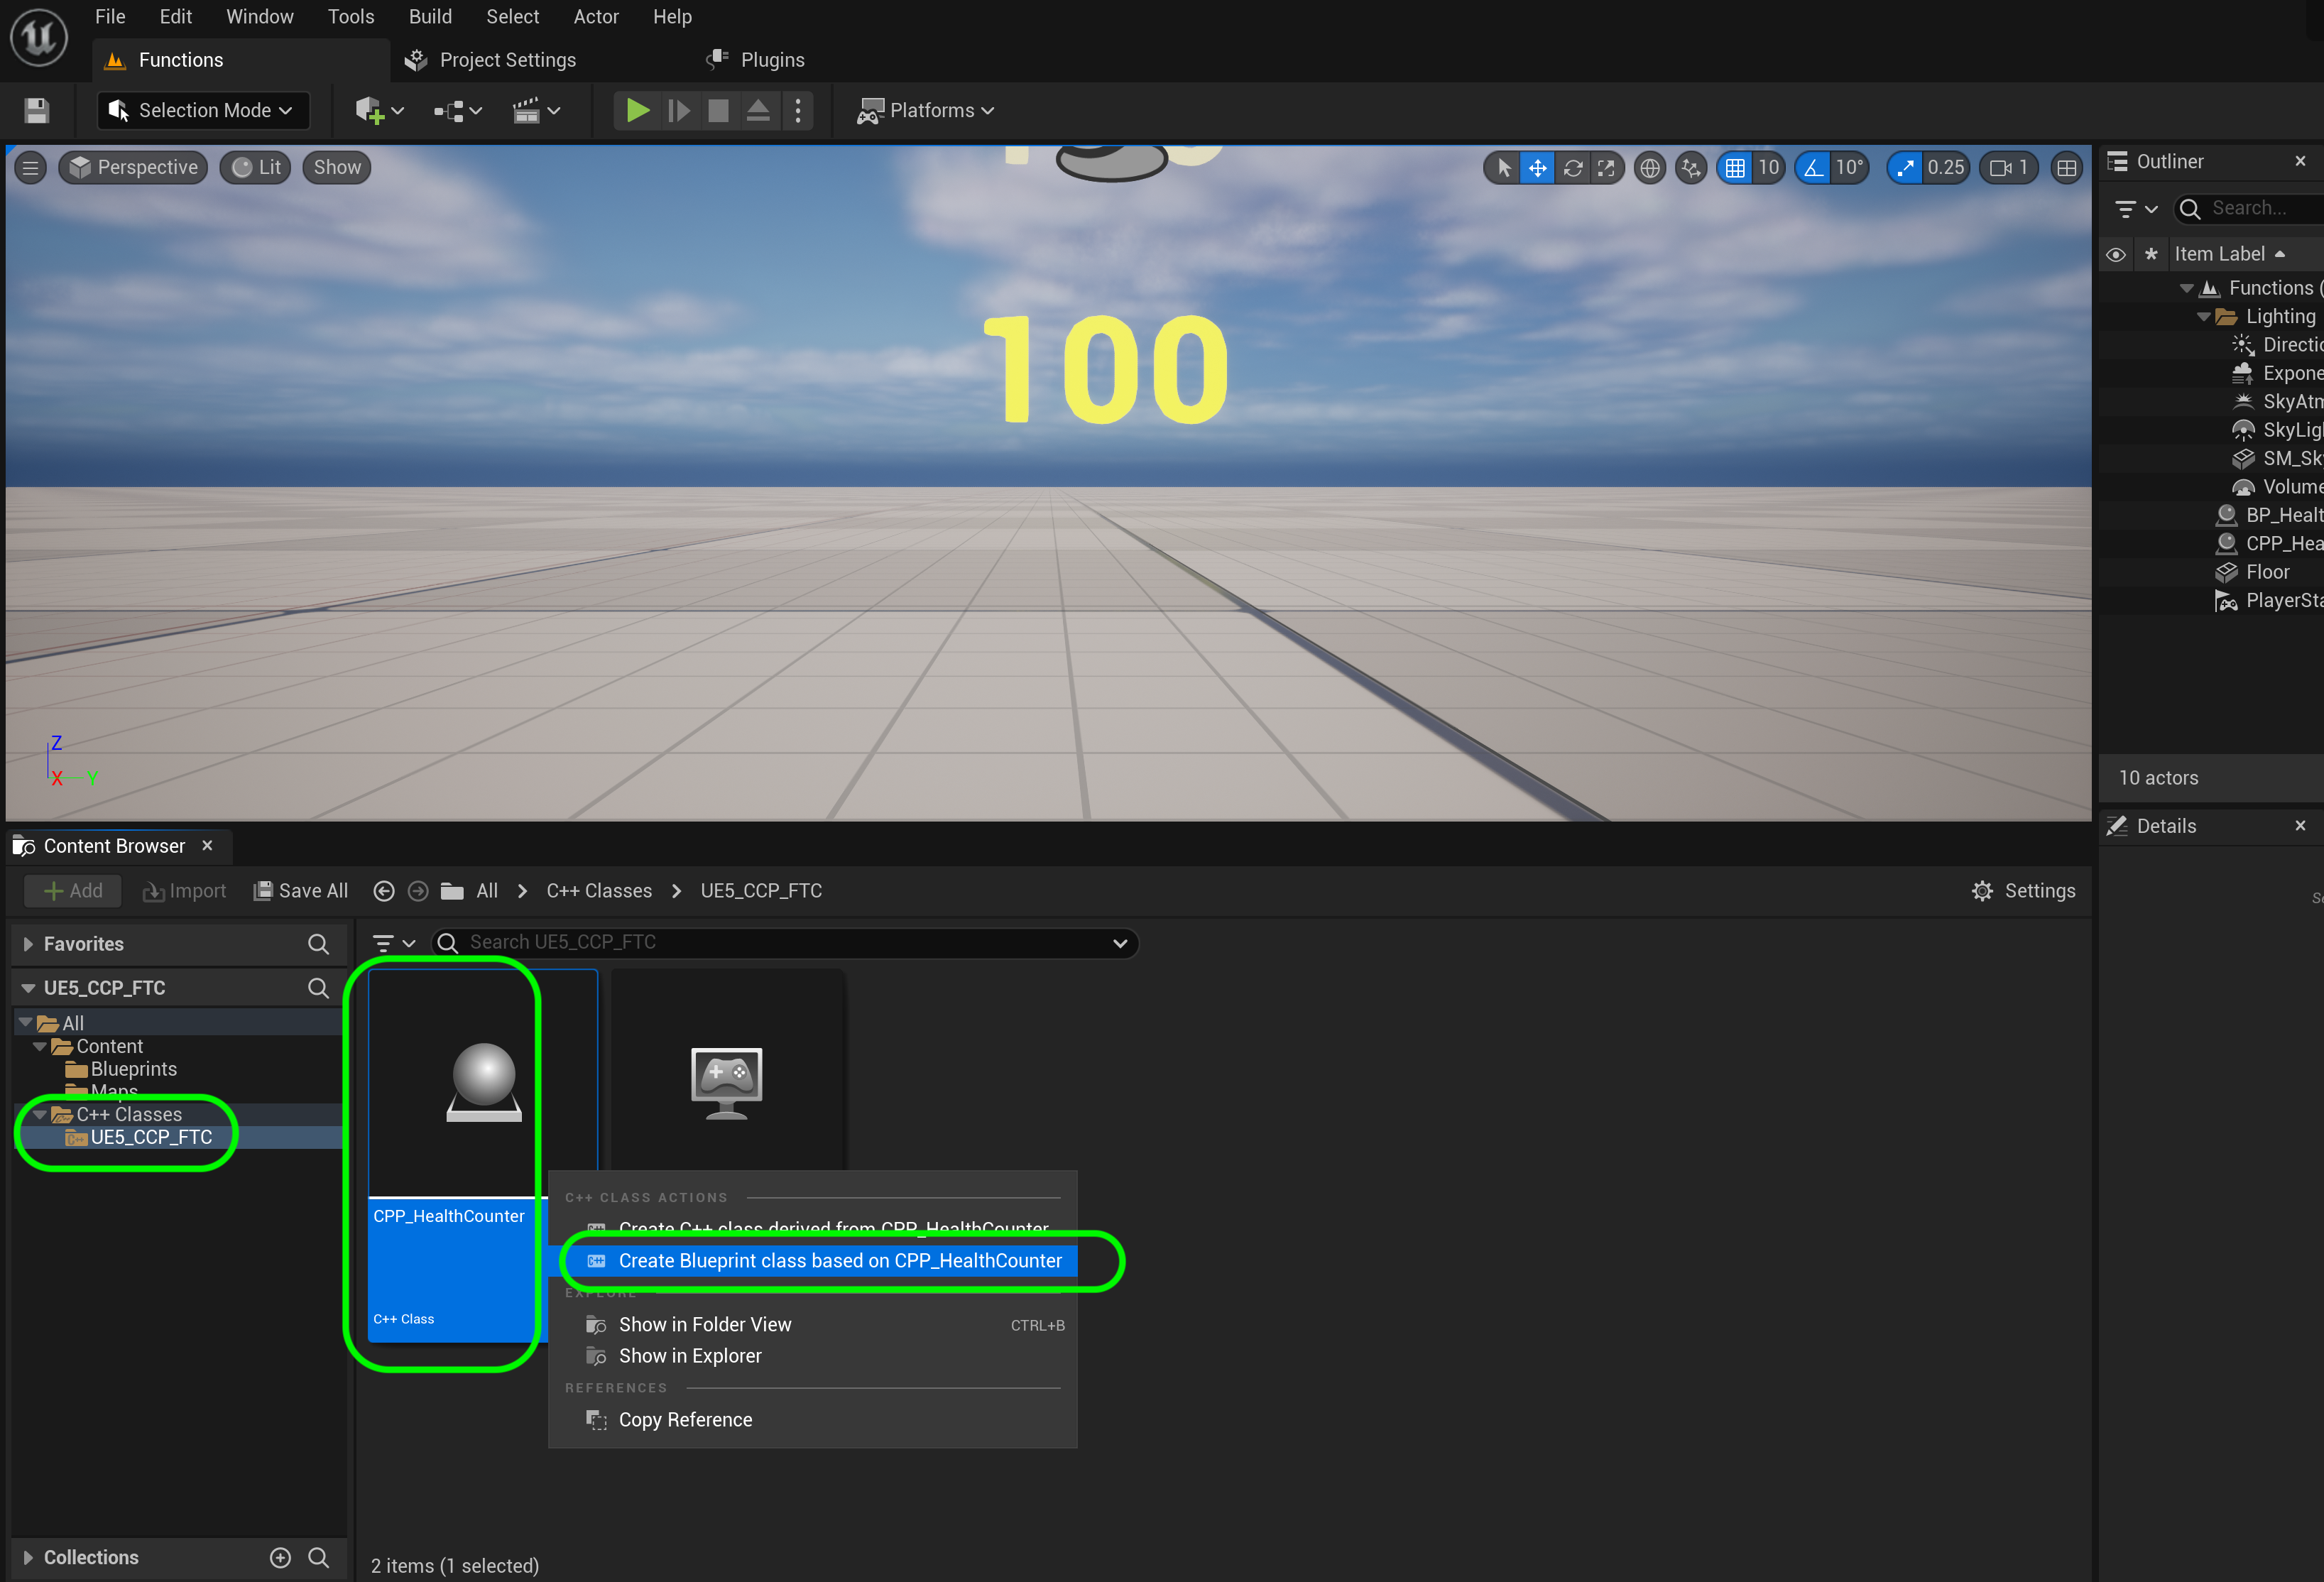 File Edit Window Tools Build Select Actor Help
Functions Project Settings Plugins
Selection Mode Platforms
Perspective Lit Show 10 10° 0.25 1
100
Z
X Y
Outliner
Search...
Item Label
Functions (
Lighting
Directio
Expone
SkyAtm
SkyLig
SM_Sk
Volume
BP_Healt
CPP_Hea
Floor
PlayerSta
10 actors
Details
Content Browser
Add Import Save All All > C++ Classes > UE5_CCP_FTC Settings
Favorites
Search UE5_CCP_FTC
UE5_CCP_FTC
All
Content
Blueprints
Maps
C++ Classes
UE5_CCP_FTC
CPP_HealthCounter
C++ Class
C++ CLASS ACTIONS
Create C++ class derived from CPP_HealthCounter
Create Blueprint class based on CPP_HealthCounter
EXPLORE
Show in Folder View CTRL+B
Show in Explorer
REFERENCES
Copy Reference
Collections
2 items (1 selected)